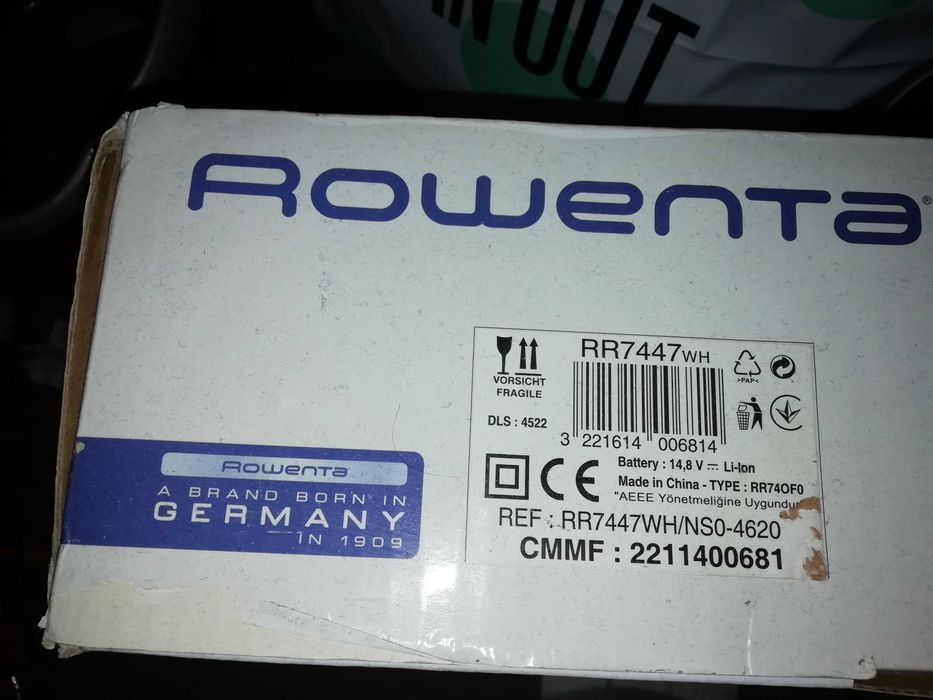 OUT
ROWENTA®
RR7447WH
>PAP<
VORSICHT
FRAGILE
DLS : 4522
3 221614 006814
Battery : 14,8 V Li-Ion
Made in China - TYPE : RR74OF0
"AEEE Yönetmeliğine Uygundur
REF : RR7447WH/NS0-4620
CMMF : 2211400681
ROWENTA
A BRAND BORN IN
GERMANY
IN 1909